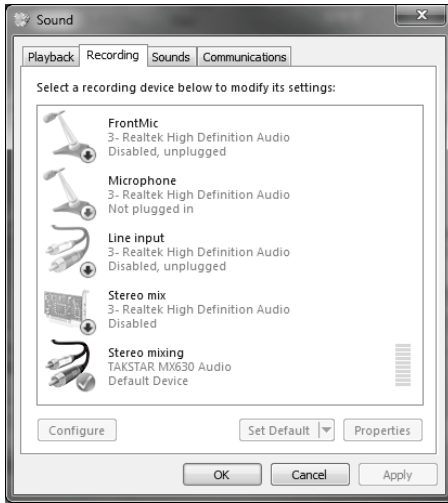 Sound
Playback Recording Sounds Communications
Select a recording device below to modify its settings:
FrontMic
3- Realtek High Definition Audio
Disabled, unplugged
Microphone
3- Realtek High Definition Audio
Not plugged in
Line input
3- Realtek High Definition Audio
Disabled, unplugged
Stereo mix
3- Realtek High Definition Audio
Disabled
Stereo mixing
TAKSTAR MX630 Audio
Default Device
Configure Set Default Properties
OK Cancel Apply